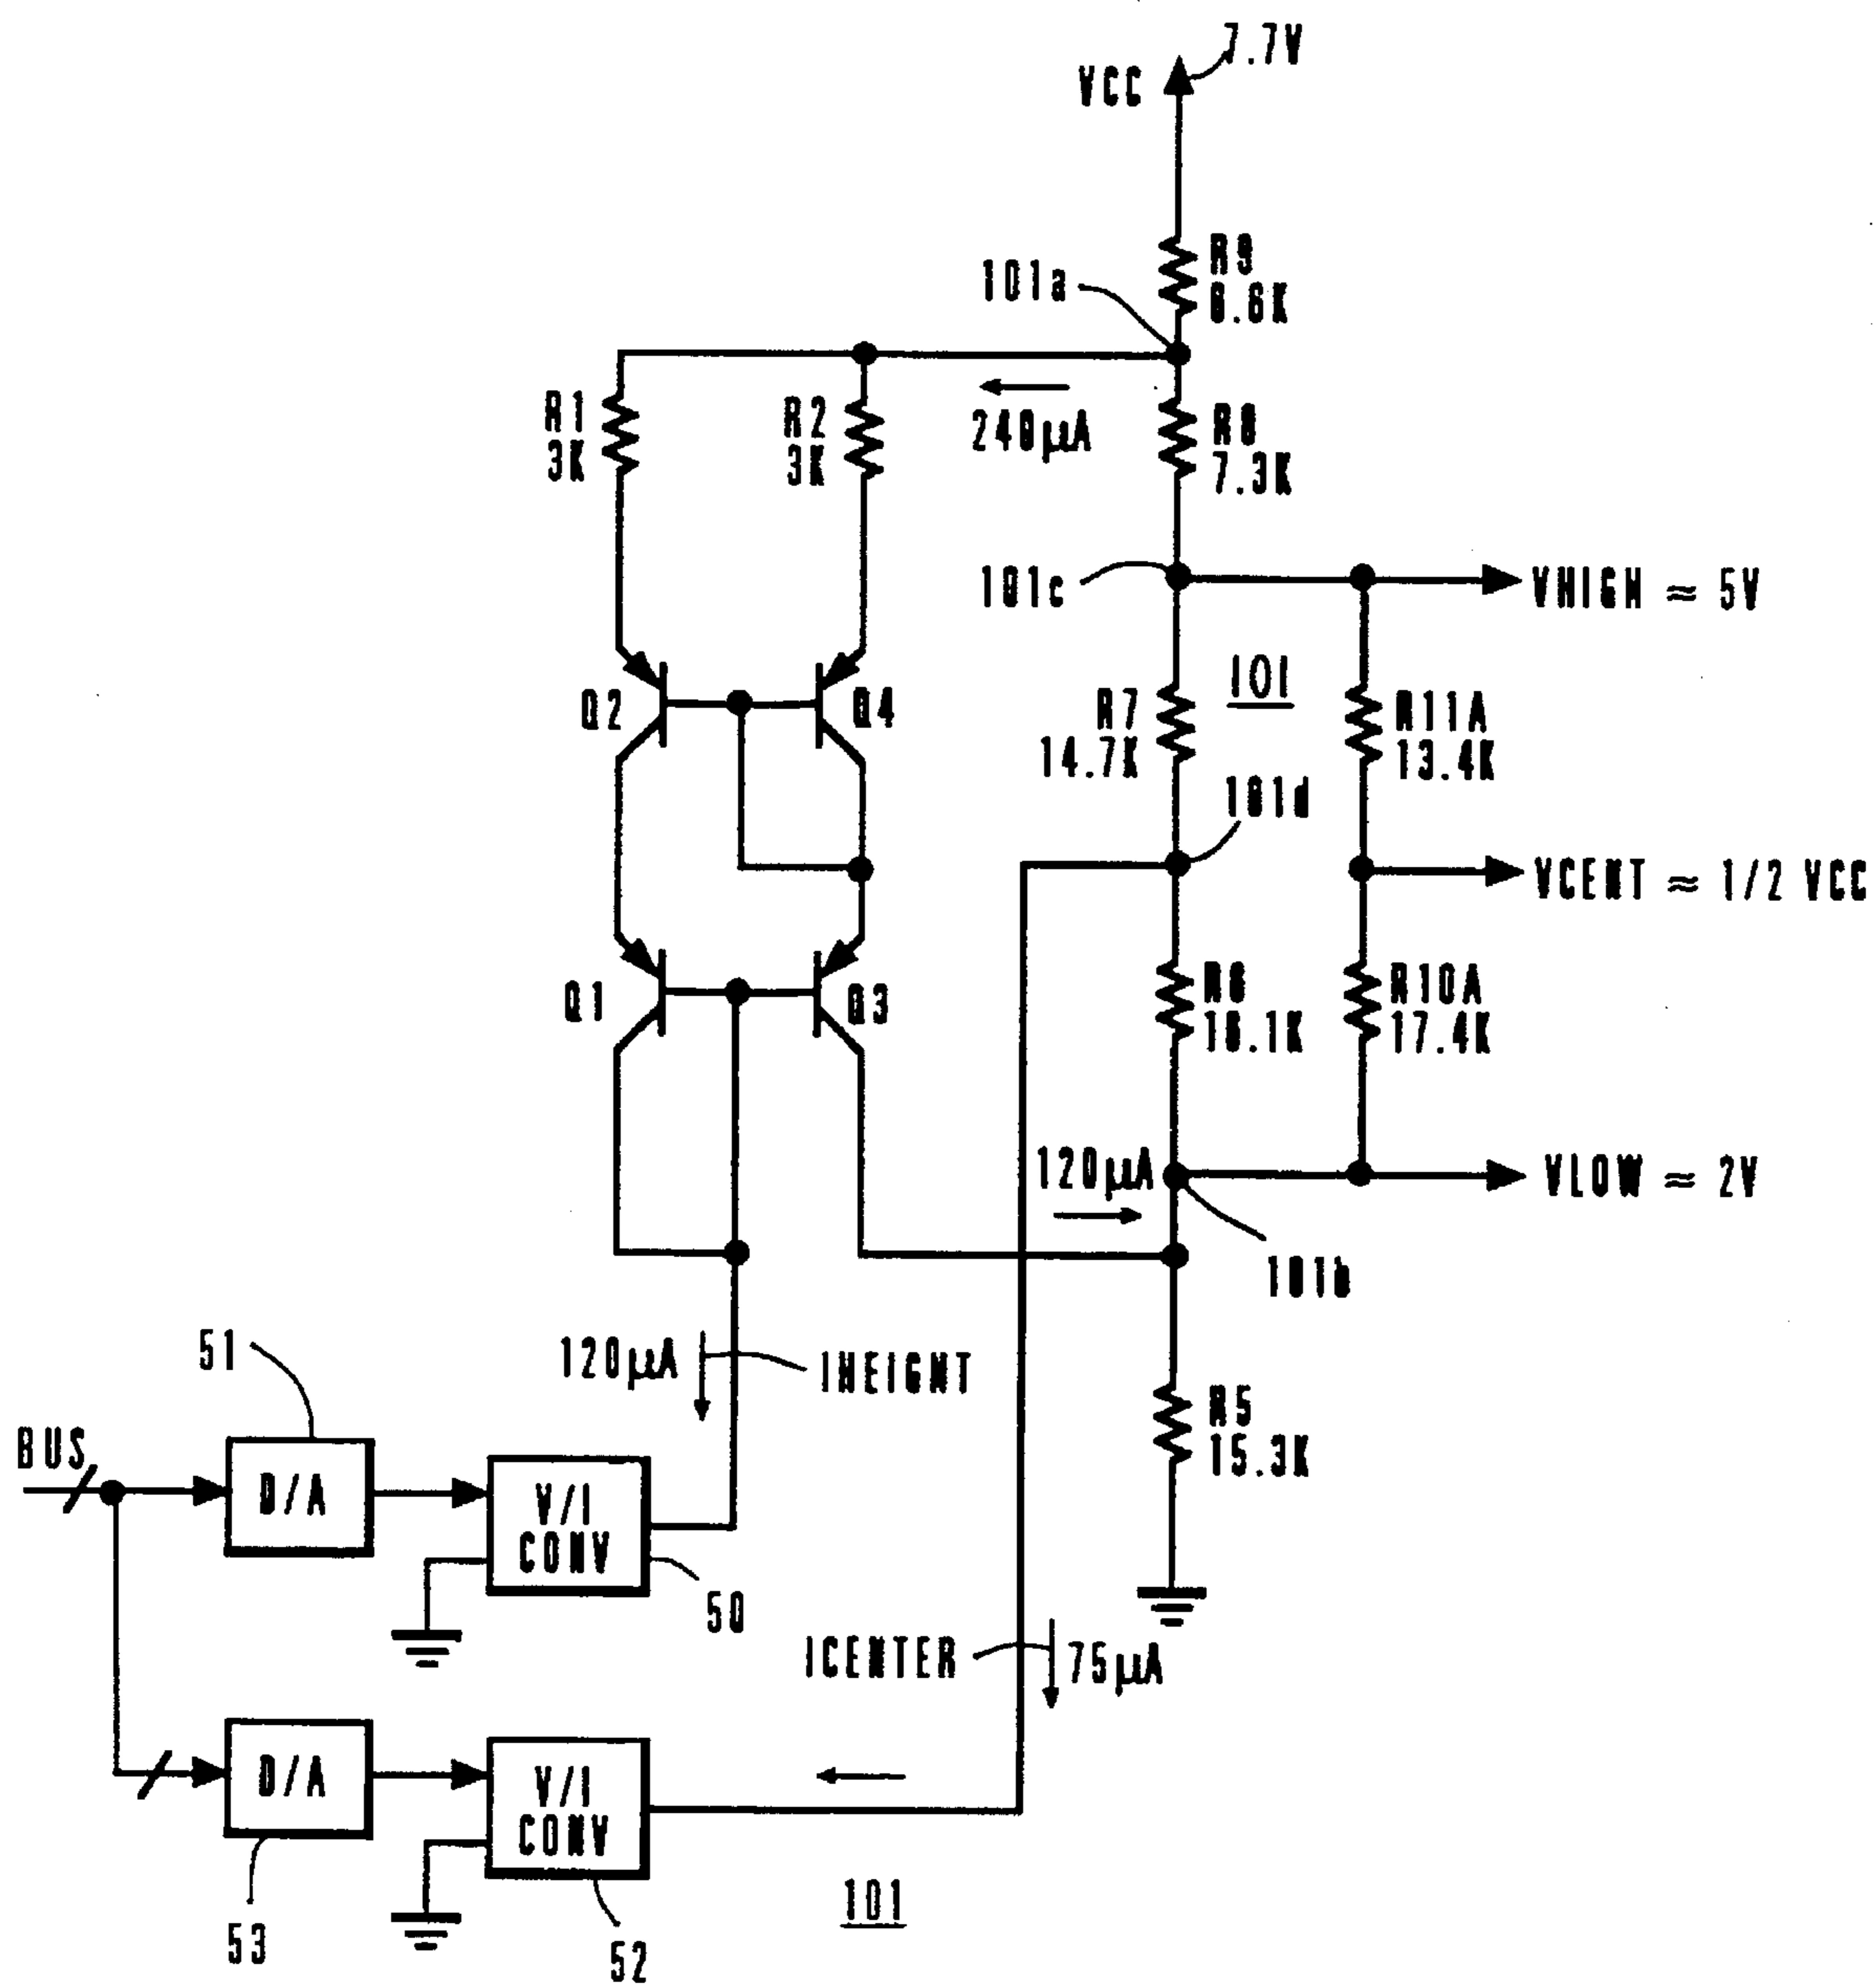 7.7V
VCC
R9
6.6K
101a
R1
3K
R2
3K
240µA
R8
7.3K
101c
VHIGH ≈ 5V
101
Q2
Q4
R7
14.7K
R11A
13.4K
101d
VCENT ≈ 1/2 VCC
Q1
Q3
R6
R10A
17.4K
120µA
VLOW ≈ 2V
101b
51
120µA
IHEIGHT
R5
15.3K
BUS
D/A
V/I
CONV
50
ICENTER
75µA
D/A
V/I
CONV
53
52
101